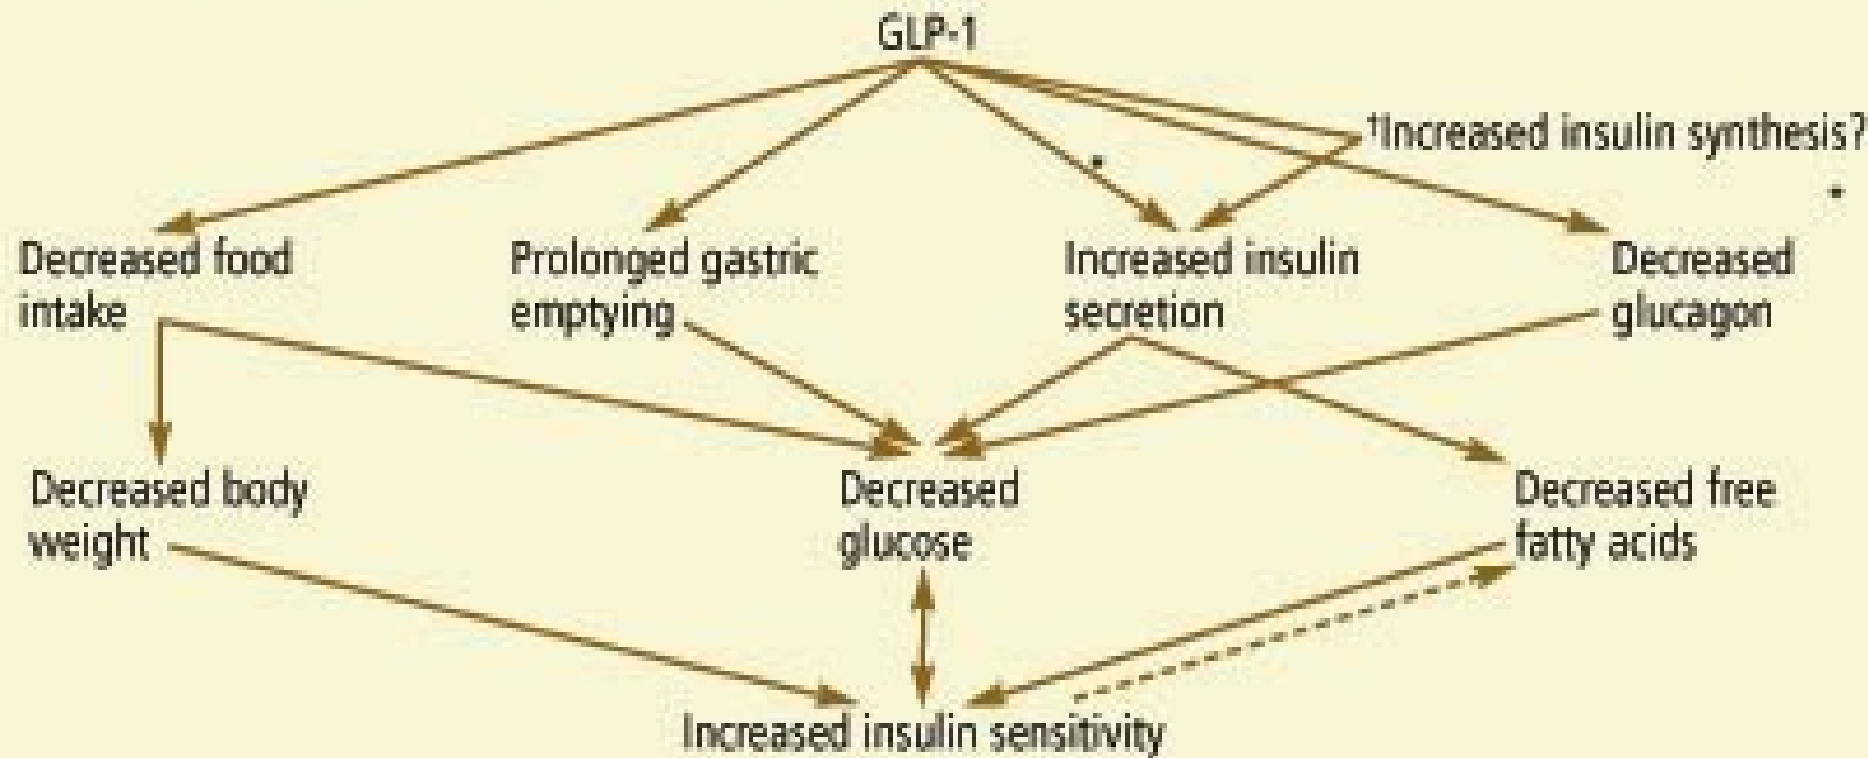 GLP-1
†Increased insulin synthesis?
Decreased food
intake
Prolonged gastric
emptying
Increased insulin
secretion
Decreased
glucagon
Decreased body
weight
Decreased
glucose
Decreased free
fatty acids
Increased insulin sensitivity